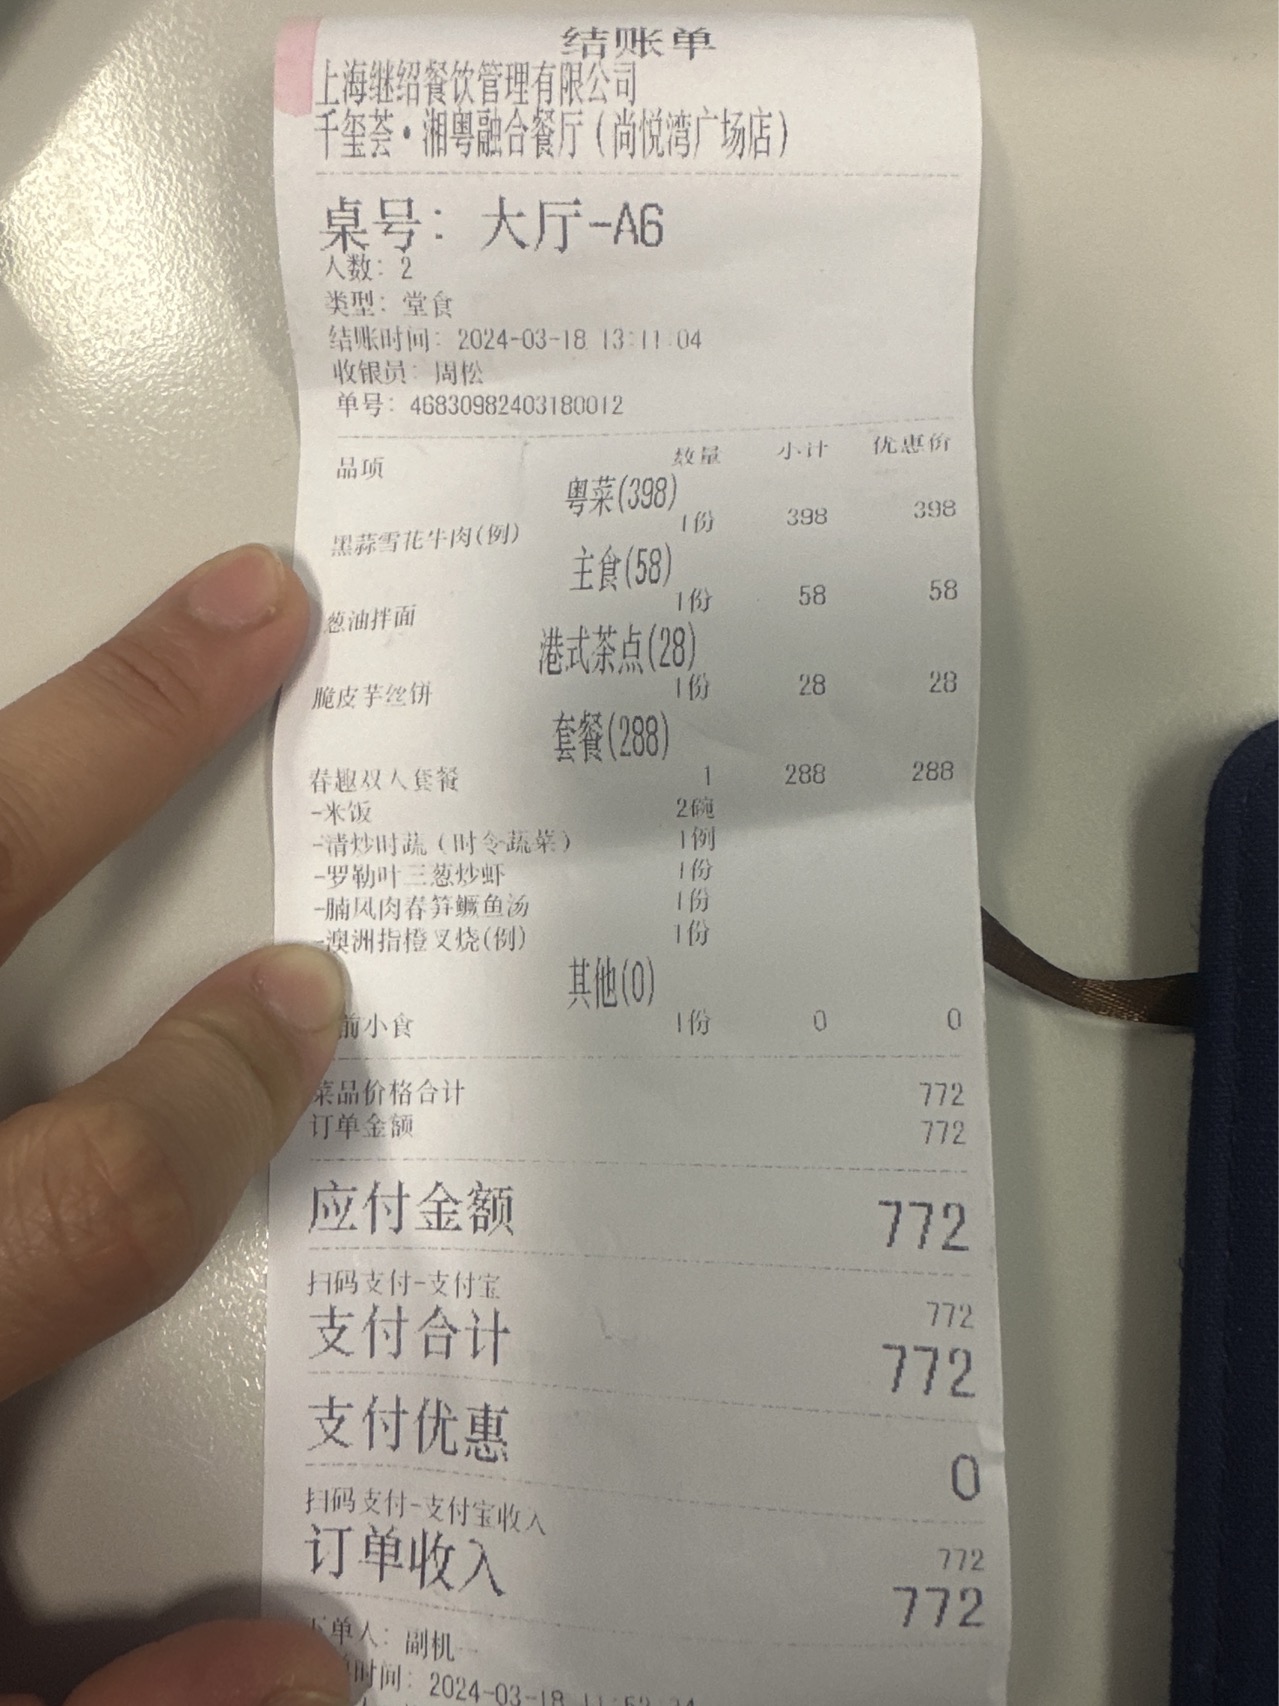 结账单
上海继绍餐饮管理有限公司
千玺荟·湘粤融合餐厅(尚悦湾广场店)
桌号: 大厅-A6
人数: 2
类型: 堂食
结账时间: 2024-03-18 13:11:04
收银员: 周松
单号: 46830982403180012
品项 数量 小计 优惠价
粤菜(398)
黑蒜雪花牛肉(例) 1份 398 398
主食(58)
葱油拌面 1份 58 58
港式茶点(28)
脆皮芋丝饼 1份 28 28
套餐(288)
春趣双人套餐 1 288 288
-米饭 2碗
-清炒时蔬(时令蔬菜) 1例
-罗勒叶三葱炒虾 1份
-腩风肉春笋鳜鱼汤 1份
-澳洲指橙叉烧(例) 1份
其他(0)
前小食 1份 0 0
菜品价格合计 772
订单金额 772
应付金额 772
扫码支付-支付宝 772
支付合计 772
支付优惠 0
扫码支付-支付宝收入 772
订单收入 772
下单人: 副机一
时间: 2024-03-18